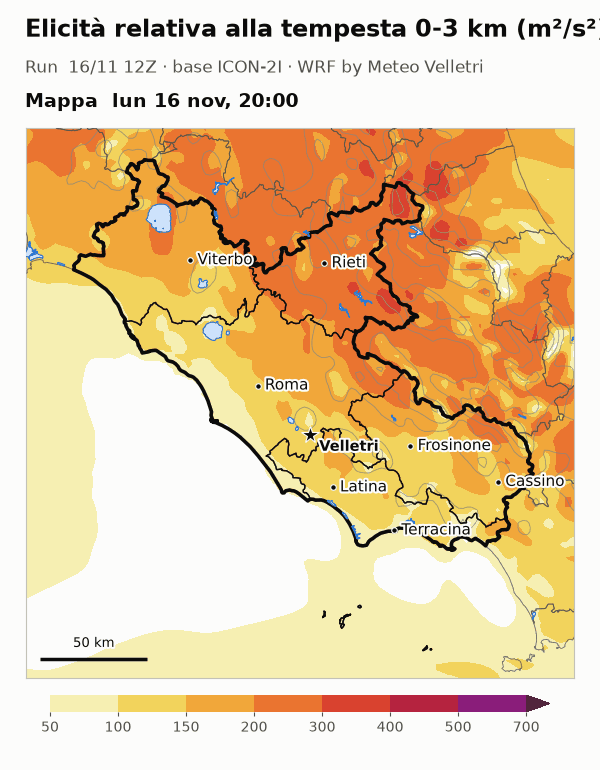 Elicità relativa alla tempesta 0-3 km (m²/s²)
Run 16/11 12Z · base ICON-2I · WRF by Meteo Velletri
Mappa lun 16 nov, 20:00
Viterbo
Rieti
Roma
Velletri
Frosinone
Cassino
Latina
Terracina
50 km
50 100 150 200 300 400 500 700